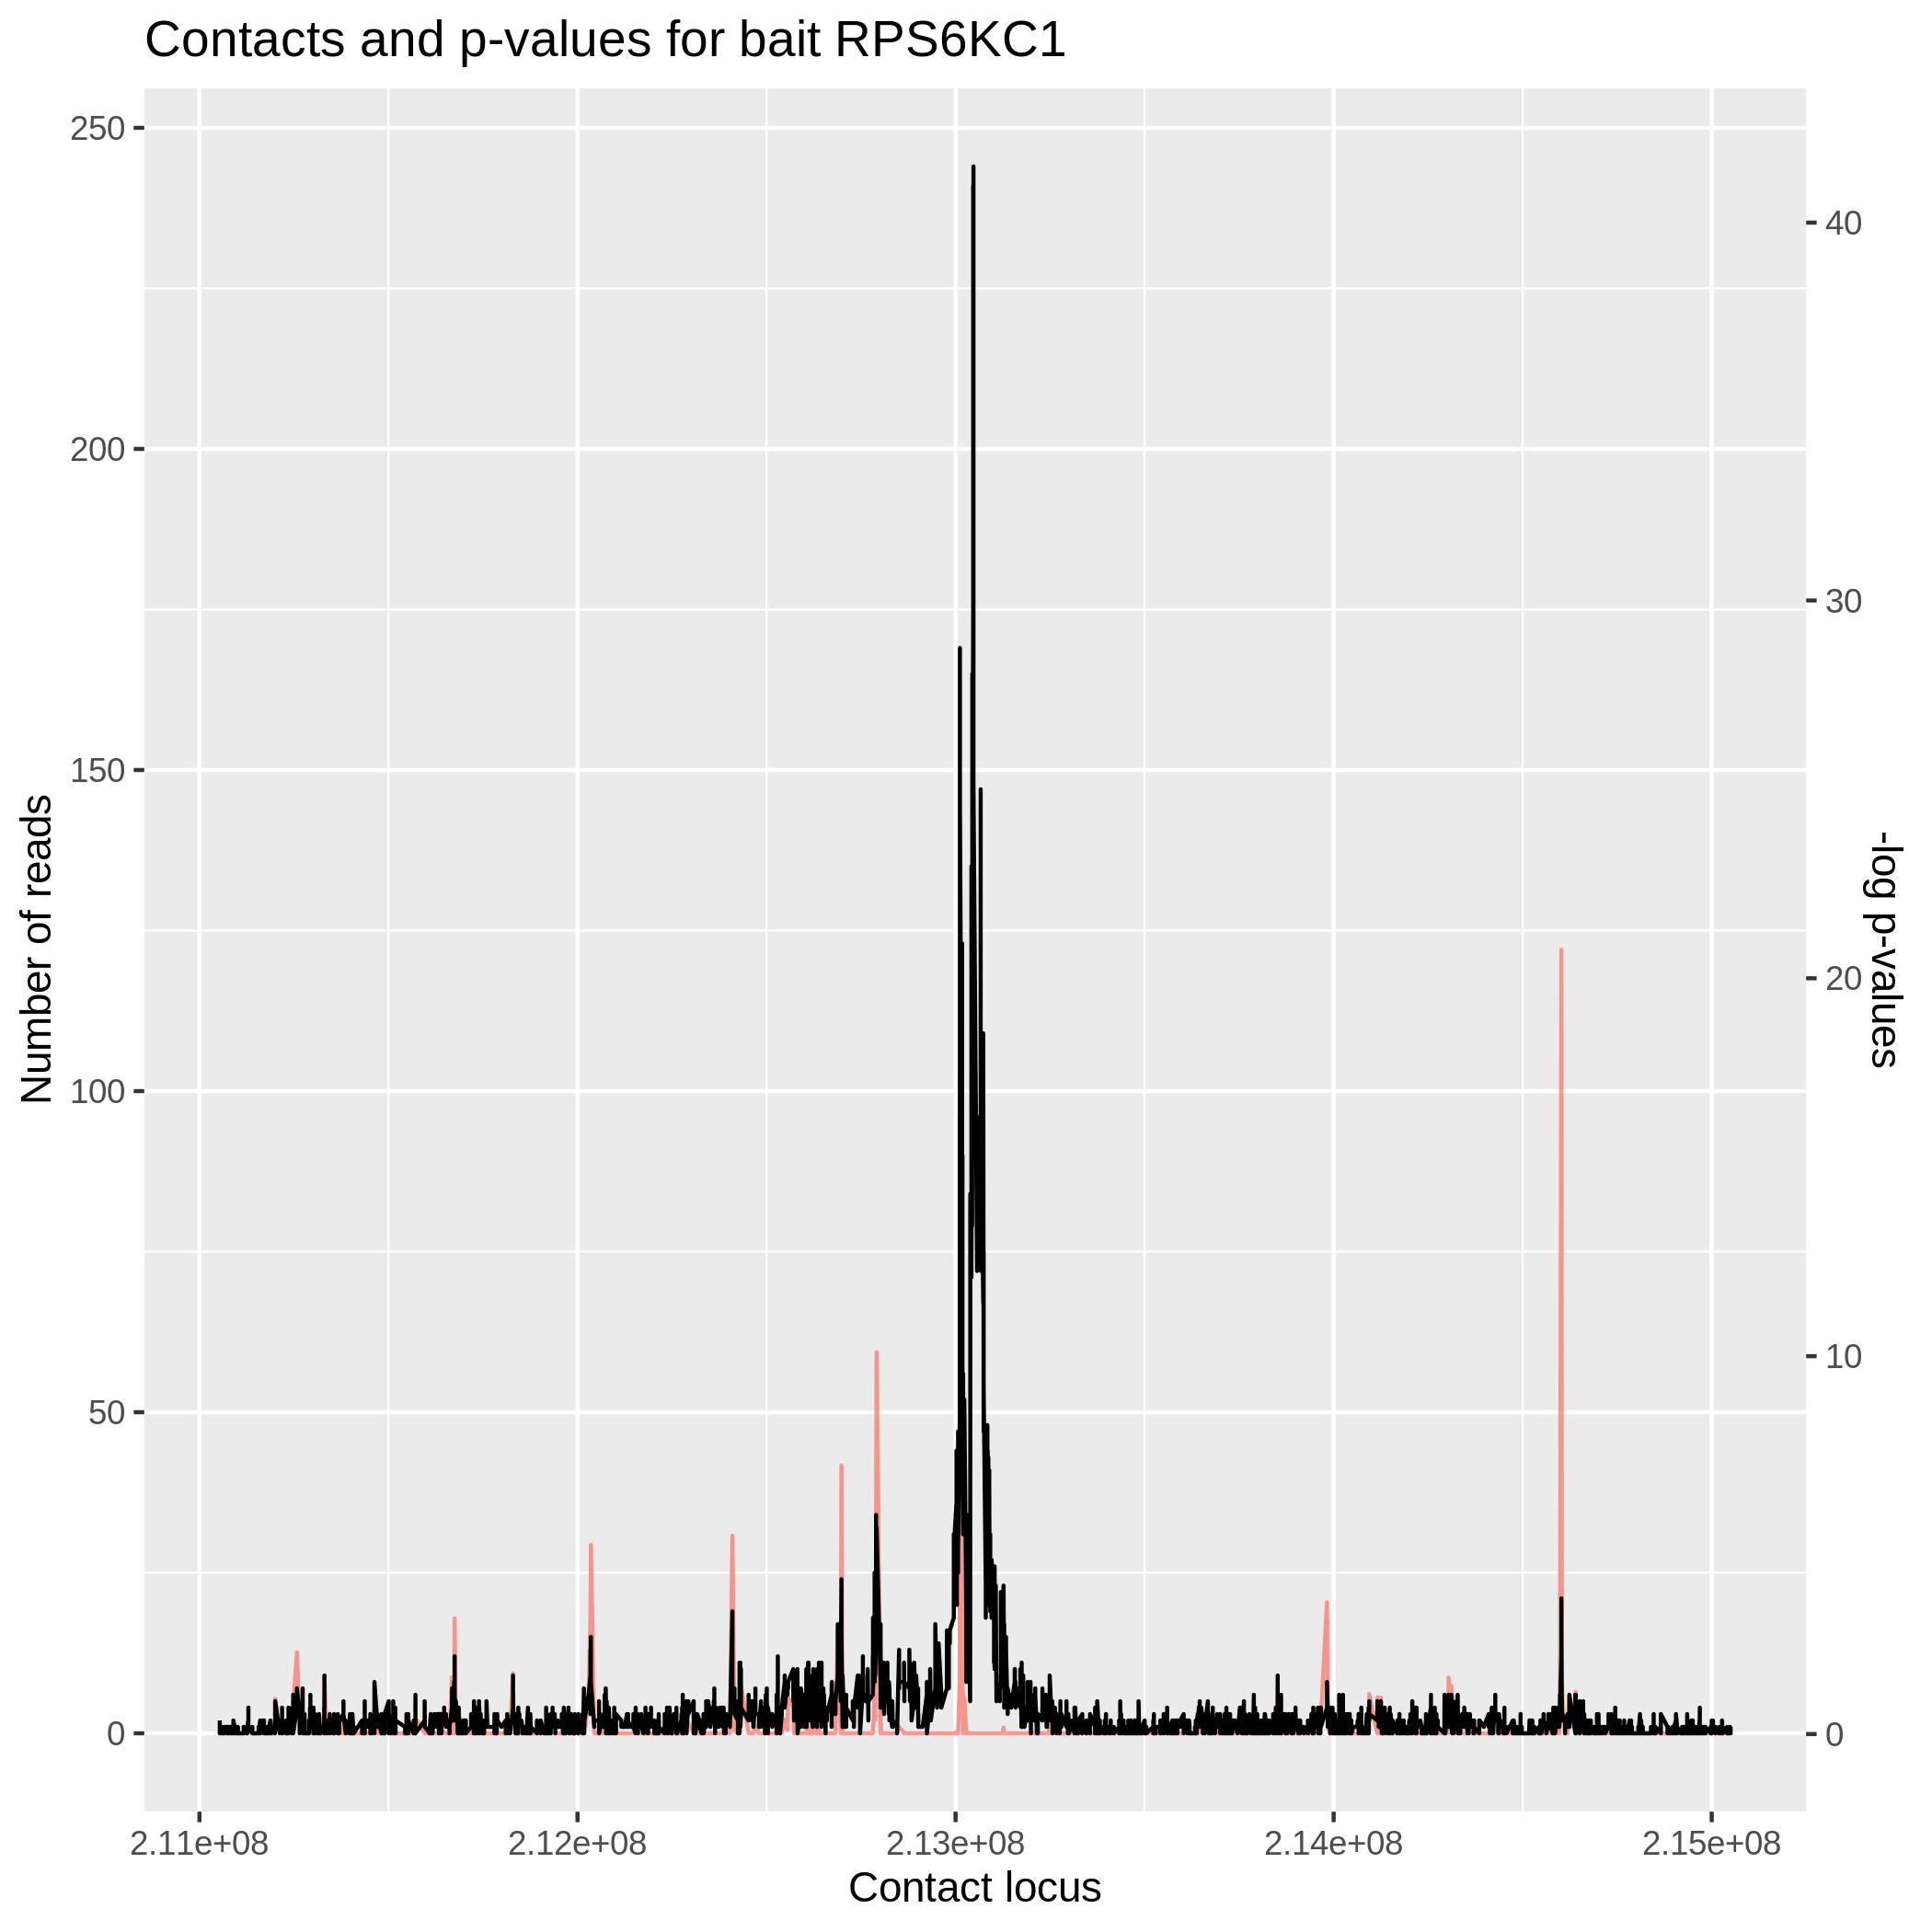 Contacts and p-values for bait RPS6KC1
250
200
150
100
50
0
Number of reads
40
30
20
10
0
-log p-values
2.11e+08
2.12e+08
2.13e+08
2.14e+08
2.15e+08
Contact locus